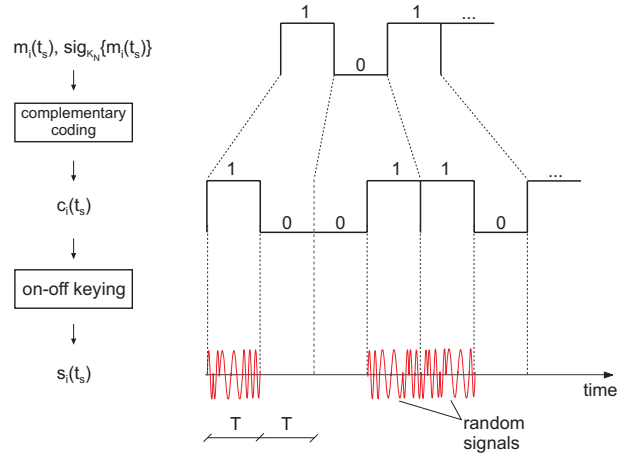 1 1 ...
0
m_i(t_s), sig_{K_N}{m_i(t_s)}
complementary
coding
1 1 1 ...
c_i(t_s)
0 0 0
on-off keying
s_i(t_s)
time
T T
random
signals